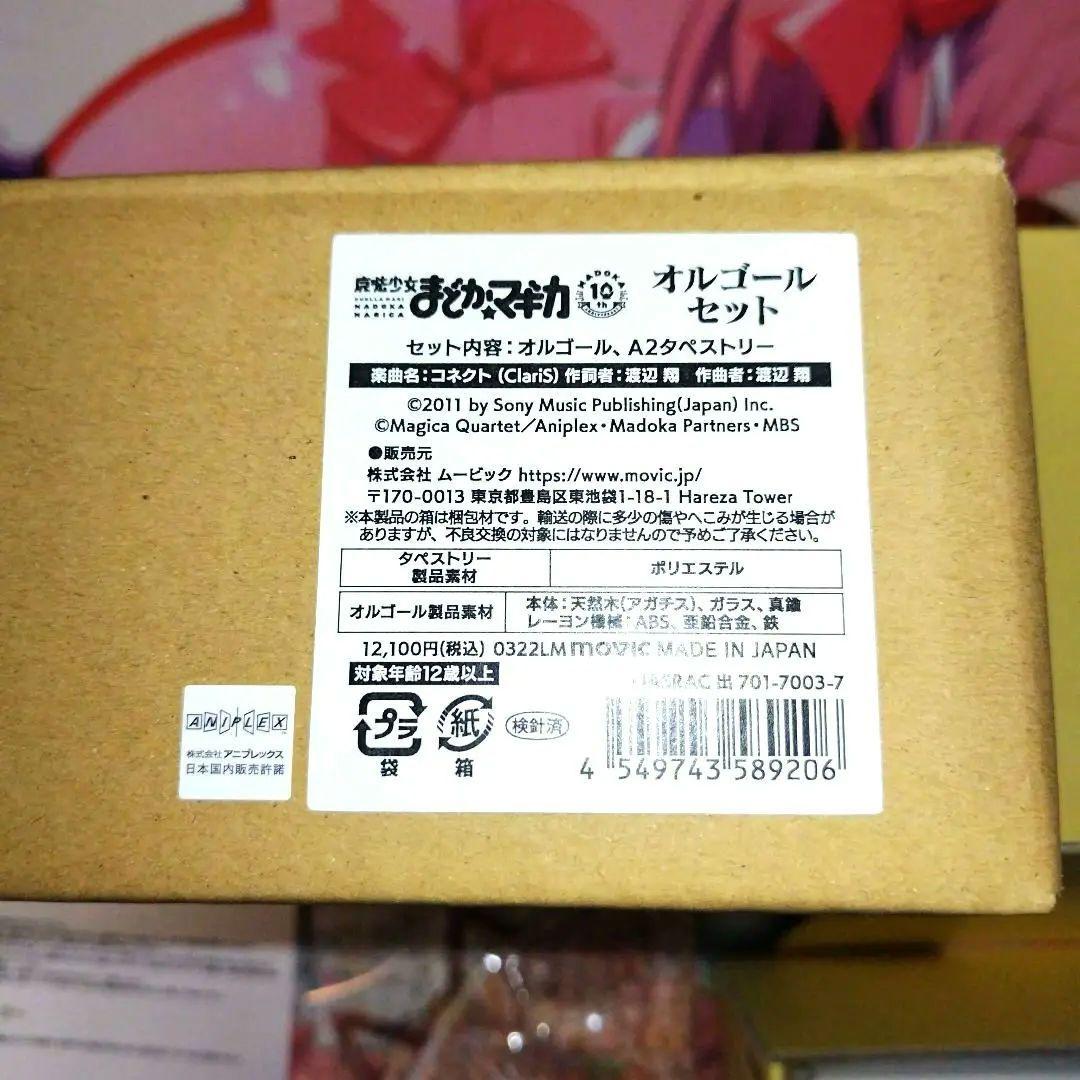 魔法少女まどか☆マギカ
PUELLA MAGI
MADOKA
MAGICA
MADOKA
10
th
ANNIVERSARY
オルゴール
セット
セット内容：オルゴール、A2タペストリー
楽曲名：コネクト（ClariS）作詞者：渡辺 翔　作曲者：渡辺 翔
©2011 by Sony Music Publishing(Japan) Inc.
©Magica Quartet／Aniplex・Madoka Partners・MBS
●販売元
株式会社 ムービック https://www.movic.jp/
〒170-0013 東京都豊島区東池袋1-18-1 Hareza Tower
※本製品の箱は梱包材です。輸送の際に多少の傷やへこみが生じる場合が
ありますが、不良交換の対象にはなりませんので予めご了承ください。
タペストリー
製品素材
ポリエステル
オルゴール製品素材
本体：天然木（アガチス）、ガラス、真鍮
レーヨン機械：ABS、亜鉛合金、鉄
12,100円(税込) 0322LM movic MADE IN JAPAN
対象年齢12歳以上
JASRAC 出 701-7003-7
プラ
袋
紙
箱
検針済
4 549743 589206
ANIPLEX
株式会社アニプレックス
日本国内販売許諾